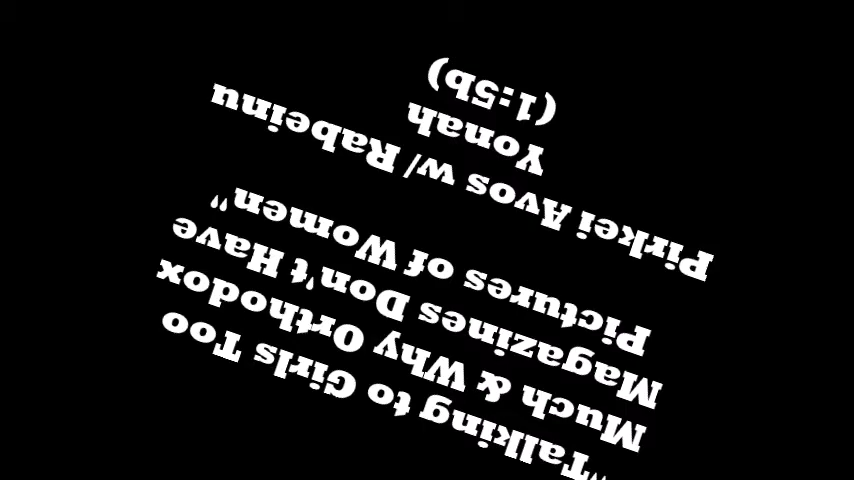 "Talking to Girls Too
Much & Why Orthodox
Magazines Don't Have
Pictures of Women"
Pirkei Avos w/ Rabeinu
Yonah
(1:5b)